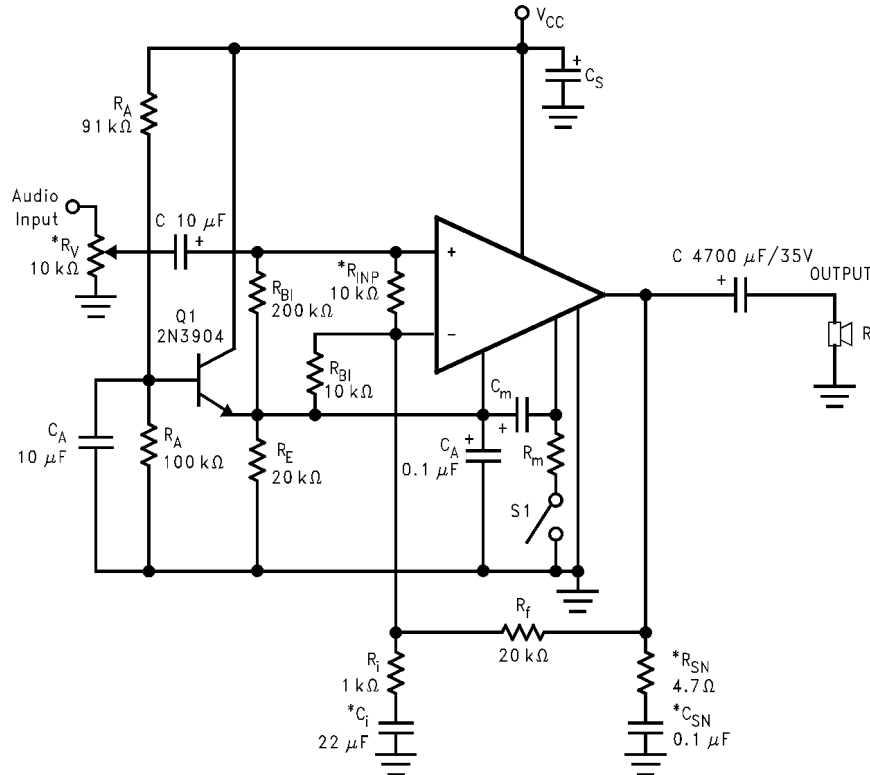 V_CC
+
C_S
R_A
91 kΩ
Audio
Input
*R_V
10 kΩ
C 10 μF
+
R_BI
200 kΩ
*R_INP
10 kΩ
+
−
C 4700 μF/35V
+
OUTPUT
R
Q1
2N3904
R_BI
10 kΩ
C_m
+
C_A
10 μF
R_A
100 kΩ
R_E
20 kΩ
C_A
+
0.1 μF
R_m
S1
R_f
20 kΩ
R_i
1 kΩ
*C_i
22 μF
*R_SN
4.7Ω
*C_SN
0.1 μF